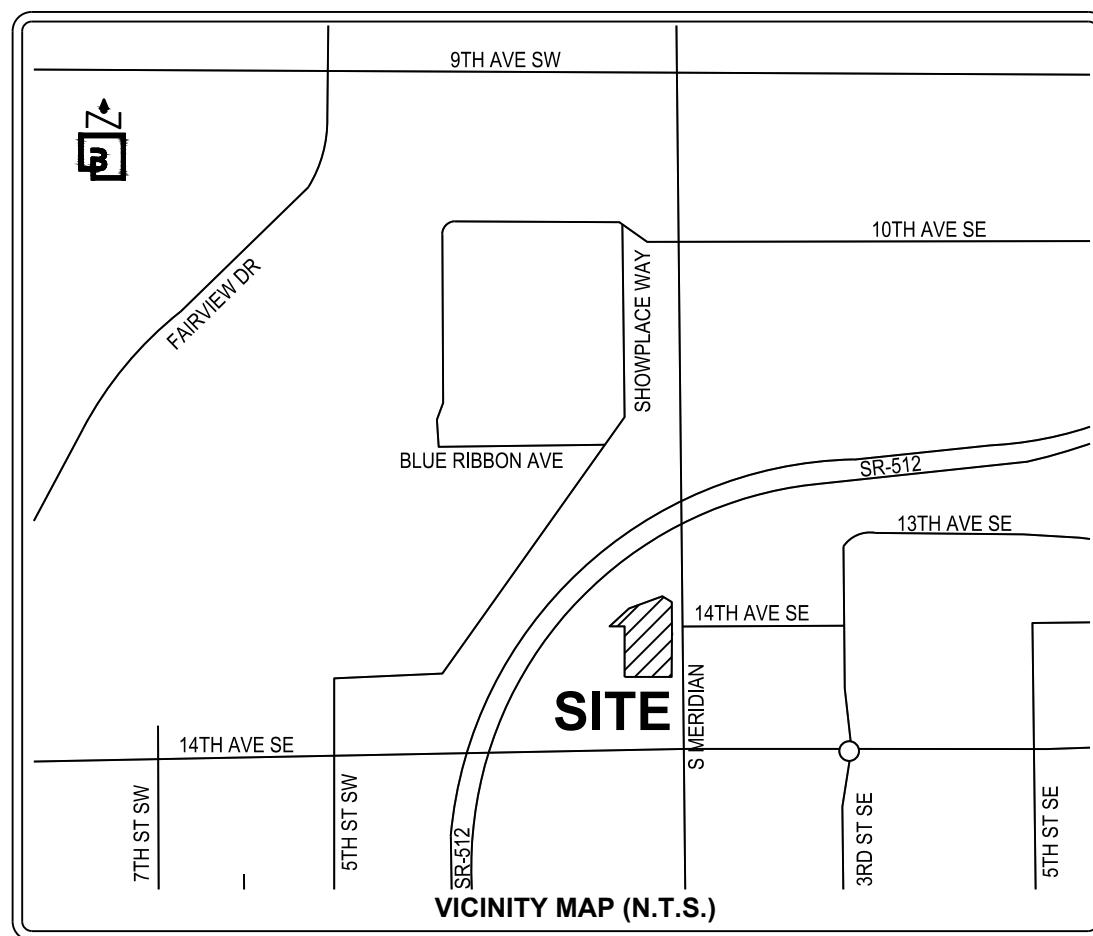 9TH AVE SW
Z
B
10TH AVE SE
FAIRVIEW DR
SHOWPLACE WAY
BLUE RIBBON AVE
SR-512
13TH AVE SE
14TH AVE SE
SITE
S MERIDIAN
14TH AVE SE
7TH ST SW
5TH ST SW
SR-512
3RD ST SE
5TH ST SE
VICINITY MAP (N.T.S.)